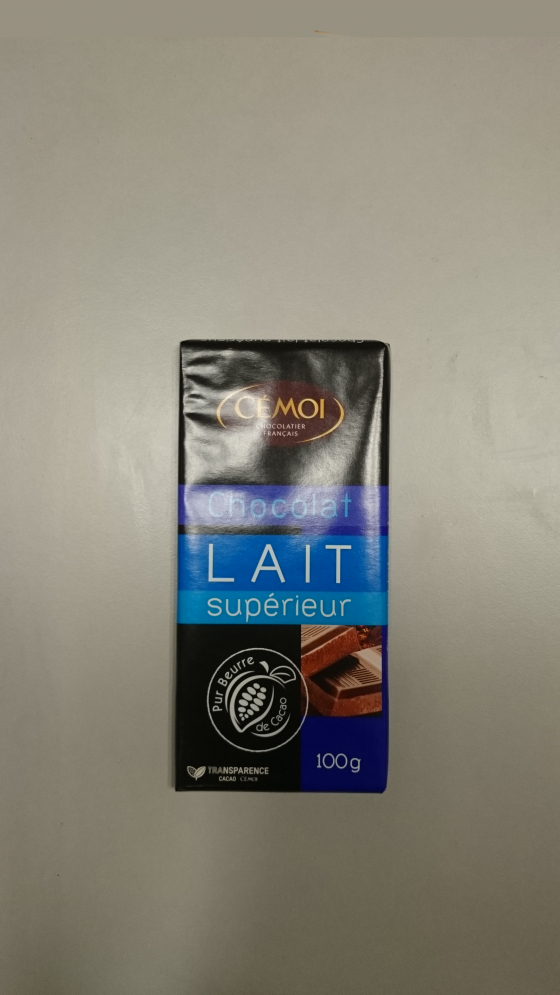 CÉMOI
CHOCOLATIER
FRANÇAIS
Chocolat
LAIT
supérieur
Pur Beurre
de Cacao
100g
TRANSPARENCE
CACAO CÉMOI